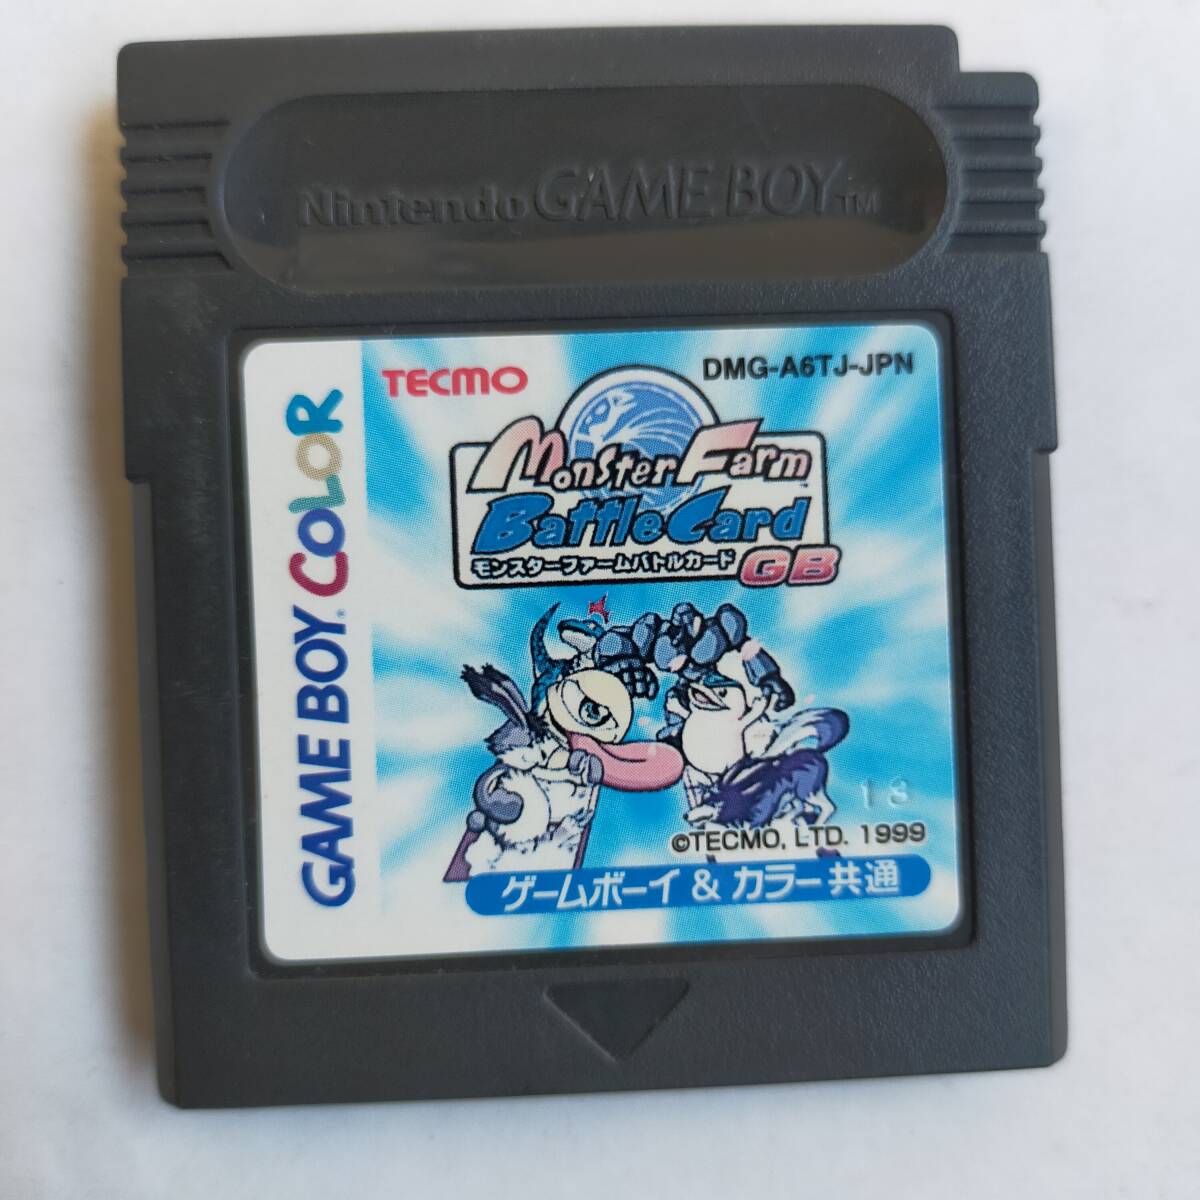 Nintendo GAME BOY™
GAME BOY COLOR
TECMO
DMG-A6TJ-JPN
Monster Farm
Battle Card
モンスターファームバトルカード GB
13
©TECMO, LTD. 1999
ゲームボーイ & カラー共通